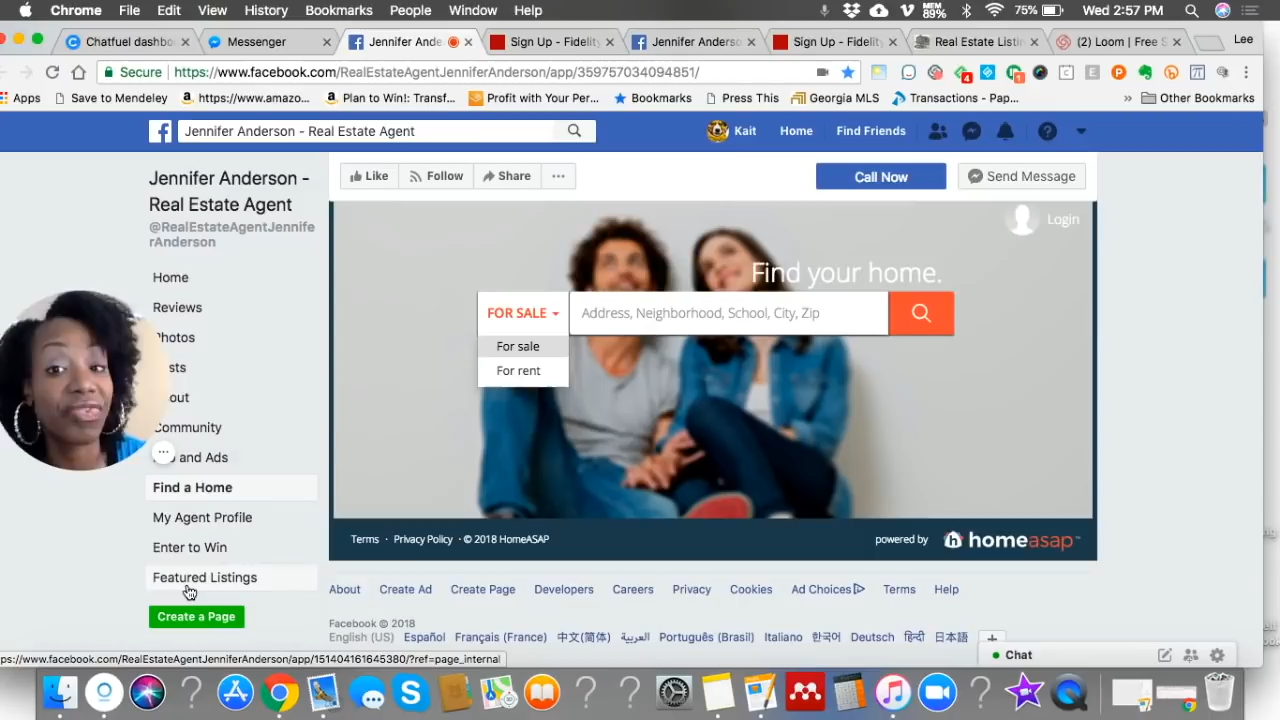 Chrome File Edit View History Bookmarks People Window Help MEM 89% 75% Wed 2:57 PM
Chatfuel dashbo Messenger Jennifer Ande Sign Up - Fidelity Jennifer Anderso Sign Up - Fidelity Real Estate Listin (2) Loom | Free S Lee
Secure https://www.facebook.com/RealEstateAgentJenniferAnderson/app/359757034094851/
Apps Save to Mendeley https://www.amazo... Plan to Win!: Transf... Profit with Your Per... Bookmarks Press This Georgia MLS Transactions - Pap... » Other Bookmarks
Jennifer Anderson - Real Estate Agent Kait Home Find Friends
Jennifer Anderson -
Real Estate Agent
@RealEstateAgentJennife
rAnderson
Home
Reviews
Photos
sts
out
Community
and Ads
Find a Home
My Agent Profile
Enter to Win
Featured Listings
Create a Page
Like Follow Share ... Call Now Send Message
Login
Find your home.
FOR SALE Address, Neighborhood, School, City, Zip
For sale
For rent
Terms · Privacy Policy · © 2018 HomeASAP powered by homeasap
About Create Ad Create Page Developers Careers Privacy Cookies Ad Choices Terms Help
Facebook © 2018
English (US) Español Français (France) 中文(简体) العربية Português (Brasil) Italiano 한국어 Deutsch हिन्दी 日本語 +
Chat
ps://www.facebook.com/RealEstateAgentJenniferAnderson/app/151404161645380/?ref=page_internal